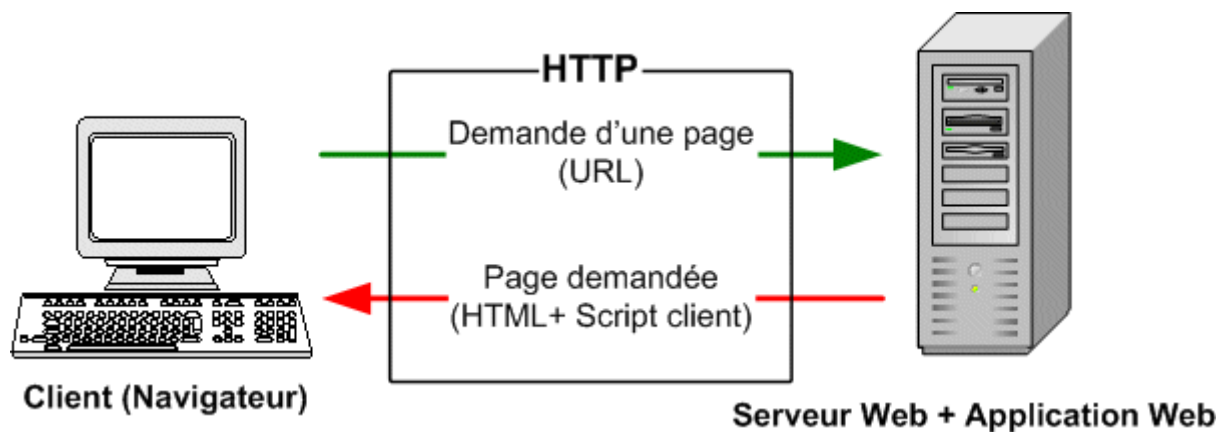 HTTP
Demande d'une page
(URL)
Page demandée
(HTML+ Script client)
Client (Navigateur)
Serveur Web + Application Web